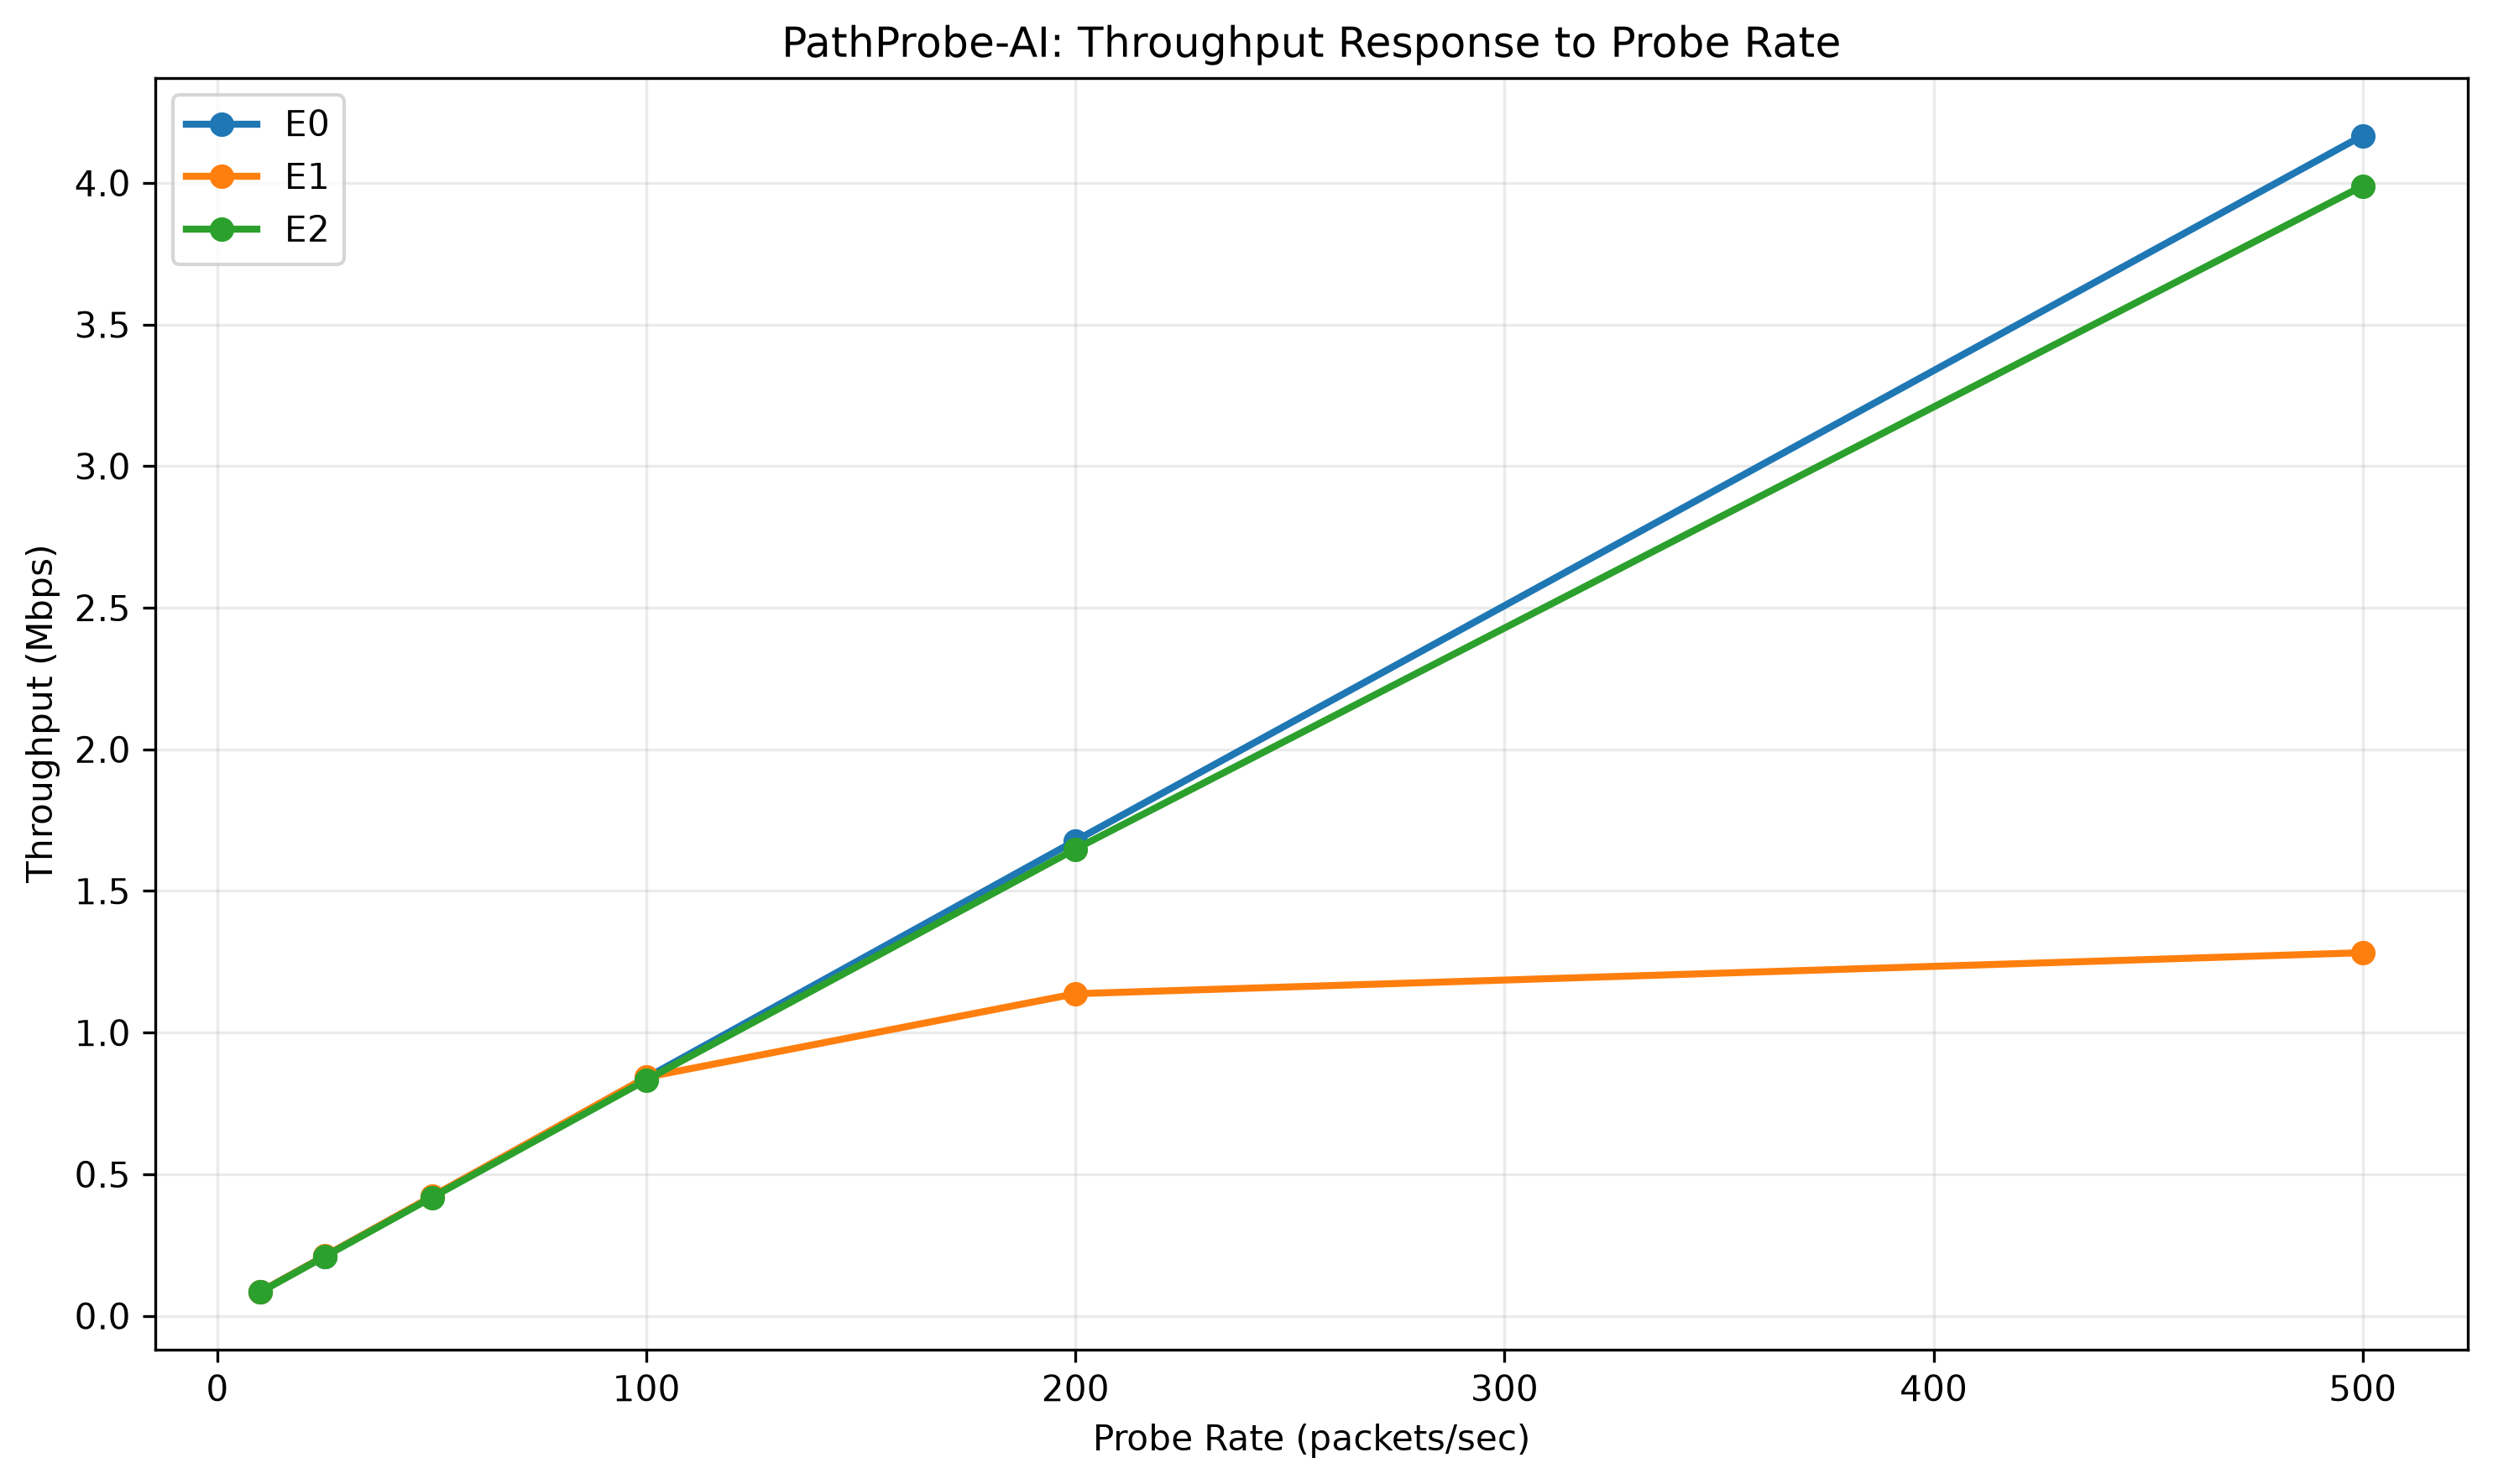 PathProbe-AI: Throughput Response to Probe Rate
E0
E1
E2
Throughput (Mbps)
4.0
3.5
3.0
2.5
2.0
1.5
1.0
0.5
0.0
0 100 200 300 400 500
Probe Rate (packets/sec)